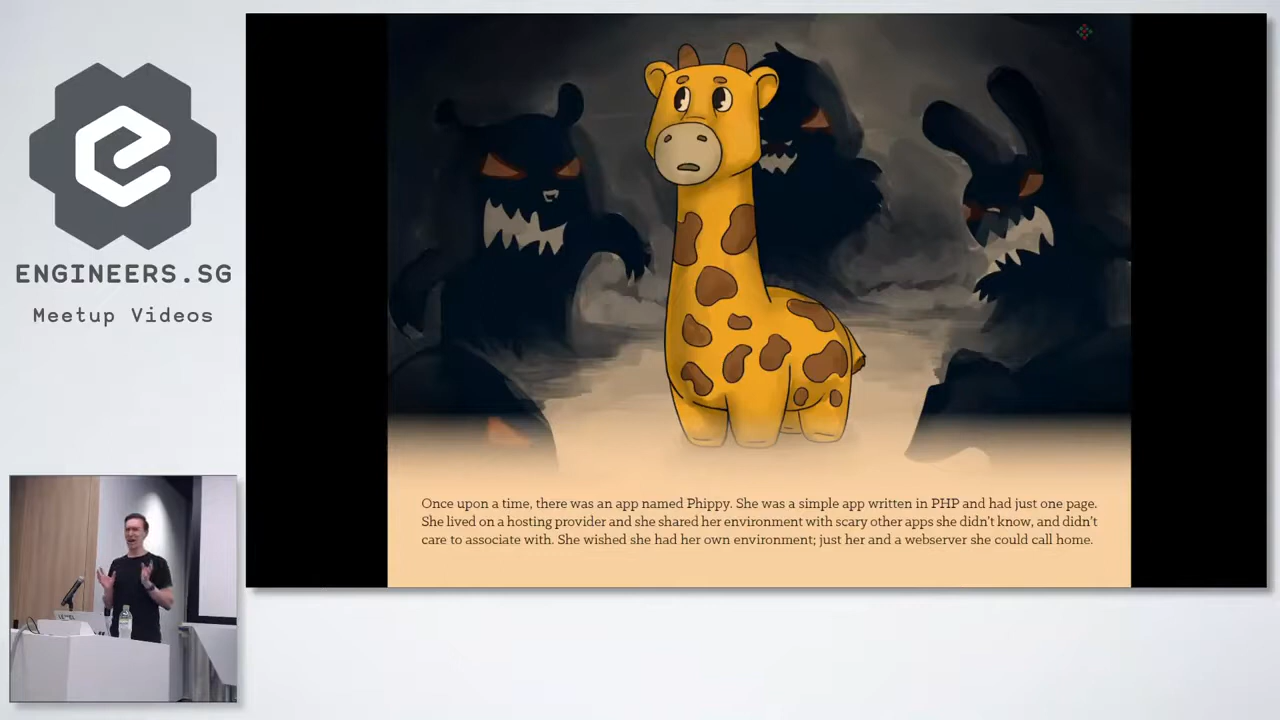 ENGINEERS.SG
Meetup Videos
Once upon a time, there was an app named Phippy. She was a simple app written in PHP and had just one page.
She lived on a hosting provider and she shared her environment with scary other apps she didn't know, and didn't
care to associate with. She wished she had her own environment; just her and a webserver she could call home.